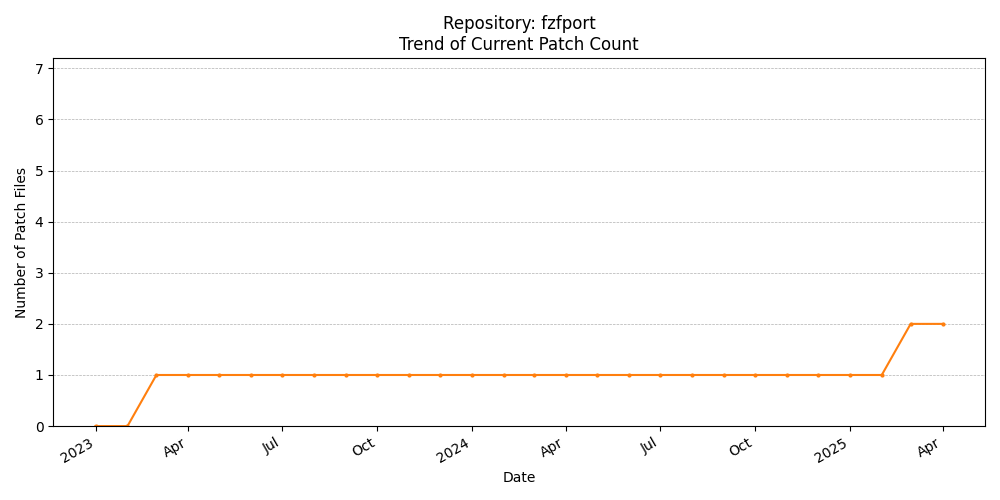 Repository: fzfport
Trend of Current Patch Count
Number of Patch Files
7
6
5
4
3
2
1
0
2023
Apr
Jul
Oct
2024
Apr
Jul
Oct
2025
Apr
Date